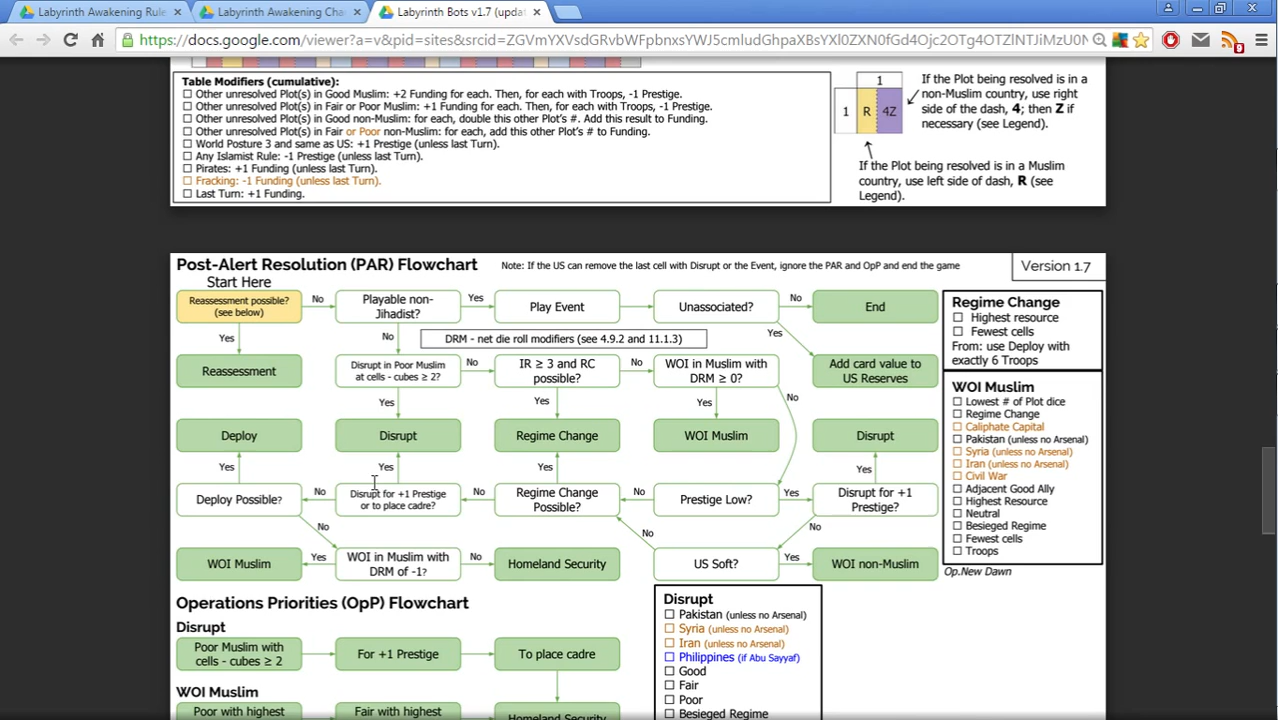 Labyrinth Awakening Rule
Labyrinth Awakening Cha
Labyrinth Bots v1.7 (upda
https://docs.google.com/viewer?a=v&pid=sites&srcid=
9
Table Modifiers (cumulative):
Other unresolved Plot(s) in Good Muslim: +2 Funding for each. Then, for each with Troops, -1 Prestige.
Other unresolved Plot(s) in Fair or Poor Muslim: +1 Funding for each. Then, for each with Troops, -1 Prestige.
Other unresolved Plot(s) in Good non-Muslim: for each, double this other Plot's #. Add this result to Funding.
Other unresolved Plot(s) in Fair or Poor non-Muslim: for each, add this other Plot's # to Funding.
World Posture 3 and same as US: +1 Prestige (unless last Turn).
Any Islamist Rule: -1 Prestige (unless last Turn).
Pirates: +1 Funding (unless last Turn).
Fracking: -1 Funding (unless last Turn).
Last Turn: +1 Funding.
1
1 R 4Z
If the Plot being resolved is in a
non-Muslim country, use right
side of the dash, 4; then Z if
necessary (see Legend).
If the Plot being resolved is in a Muslim
country, use left side of dash, R (see
Legend).
Post-Alert Resolution (PAR) Flowchart
Note: If the US can remove the last cell with Disrupt or the Event, ignore the PAR and OpP and end the game
Version 1.7
Start Here
Reassessment possible?
(see below)
No
Playable non-
Jihadist?
Yes
Play Event
Unassociated?
No
End
Yes
No
Yes
DRM - net die roll modifiers (see 4.9.2 and 11.1.3)
Reassessment
Disrupt in Poor Muslim
at cells - cubes ≥ 2?
No
IR ≥ 3 and RC
possible?
No
WOI in Muslim with
DRM ≥ 0?
Add card value to
US Reserves
Yes
Yes
Yes
No
Deploy
Disrupt
Regime Change
WOI Muslim
Disrupt
Yes
Yes
Yes
Yes
Deploy Possible?
No
Disrupt for +1 Prestige
or to place cadre?
No
Regime Change
Possible?
No
Prestige Low?
Yes
Disrupt for +1
Prestige?
No
No
No
WOI Muslim
Yes
WOI in Muslim with
DRM of -1?
No
Homeland Security
US Soft?
Yes
WOI non-Muslim
Regime Change
Highest resource
Fewest cells
From: use Deploy with
exactly 6 Troops
WOI Muslim
Lowest # of Plot dice
Regime Change
Caliphate Capital
Pakistan (unless no Arsenal)
Syria (unless no Arsenal)
Iran (unless no Arsenal)
Civil War
Adjacent Good Ally
Highest Resource
Neutral
Besieged Regime
Fewest cells
Troops
Op.New Dawn
Operations Priorities (OpP) Flowchart
Disrupt
Poor Muslim with
cells - cubes ≥ 2
For +1 Prestige
To place cadre
WOI Muslim
Poor with highest
Fair with highest
Homeland Security
Disrupt
Pakistan (unless no Arsenal)
Syria (unless no Arsenal)
Iran (unless no Arsenal)
Philippines (if Abu Sayyaf)
Good
Fair
Poor
Besieged Regime